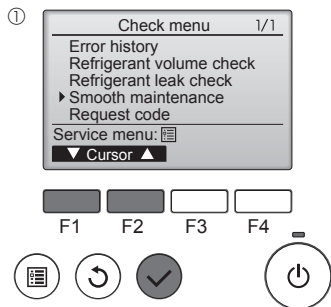 ①
Check menu 1/1
Error history
Refrigerant volume check
Refrigerant leak check
Smooth maintenance
Request code
Service menu:
▼ Cursor ▲
F1 F2 F3 F4